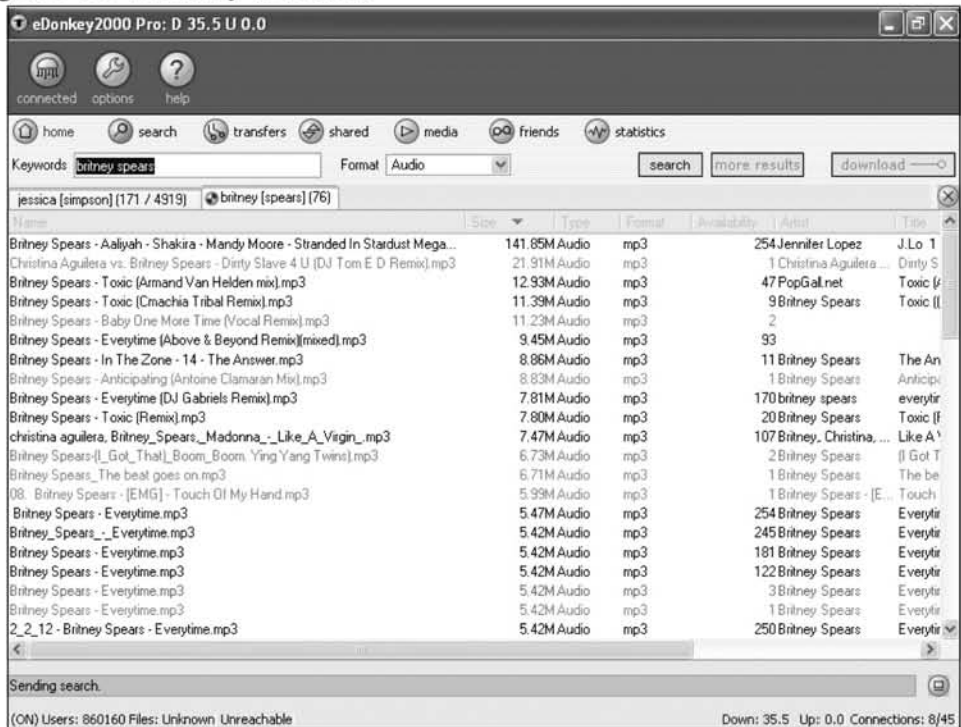 eDonkey2000 Pro: D 35.5 U 0.0
connected options help
home search transfers shared media friends statistics
Keywords britney spears Format Audio search more results download
jessica [simpson] (171 / 4919) britney [spears] (76)
Name Size Type Format Availability Artist Title
Britney Spears - Aaliyah - Shakira - Mandy Moore - Stranded In Stardust Mega... 141.85M Audio mp3 254 Jennifer Lopez J.Lo 1
Christina Aguilera vs. Britney Spears - Dirrty Slave 4 U (DJ Tom E D Remix).mp3 21.91M Audio mp3 1 Christina Aguilera ... Dirrty S
Britney Spears - Toxic (Armand Van Helden mix).mp3 12.93M Audio mp3 47 PopGal.net Toxic (A
Britney Spears - Toxic (Cmachia Tribal Remix).mp3 11.39M Audio mp3 9 Britney Spears Toxic ((
Britney Spears - Baby One More Time (Vocal Remix).mp3 11.23M Audio mp3 2
Britney Spears - Everytime (Above & Beyond Remix)(mixed).mp3 9.45M Audio mp3 93
Britney Spears - In The Zone - 14 - The Answer.mp3 8.86M Audio mp3 11 Britney Spears The An
Britney Spears - Anticipating (Antoine Clamaran Mix).mp3 8.83M Audio mp3 1 Britney Spears Anticipa
Britney Spears - Everytime (DJ Gabriels Remix).mp3 7.81M Audio mp3 170 britney spears everytir
Britney Spears - Toxic (Remix).mp3 7.80M Audio mp3 20 Britney Spears Toxic (F
christina aguilera, Britney_Spears,_Madonna_-_Like_A_Virgin_.mp3 7.47M Audio mp3 107 Britney, Christina, ... Like A V
Britney Spears-(I_Got_That)_Boom_Boom. Ying Yang Twins).mp3 6.73M Audio mp3 2 Britney Spears (I Got T
Britney Spears_The beat goes on.mp3 6.71M Audio mp3 1 Britney Spears The be
08. Britney Spears - [EMG] - Touch Of My Hand.mp3 5.99M Audio mp3 1 Britney Spears - [E... Touch
Britney Spears - Everytime.mp3 5.47M Audio mp3 254 Britney Spears Everytir
Britney_Spears_-_Everytime.mp3 5.42M Audio mp3 245 Britney Spears Everytir
Britney Spears - Everytime.mp3 5.42M Audio mp3 181 Britney Spears Everytir
Britney Spears - Everytime.mp3 5.42M Audio mp3 122 Britney Spears Everytir
Britney Spears - Everytime.mp3 5.42M Audio mp3 3 Britney Spears Everytir
Britney Spears - Everytime.mp3 5.42M Audio mp3 1 Britney Spears Everytir
2_2_12 - Britney Spears - Everytime.mp3 5.42M Audio mp3 250 Britney Spears Everytir
Sending search.
(ON) Users: 860160 Files: Unknown Unreachable Down: 35.5 Up: 0.0 Connections: 8/45